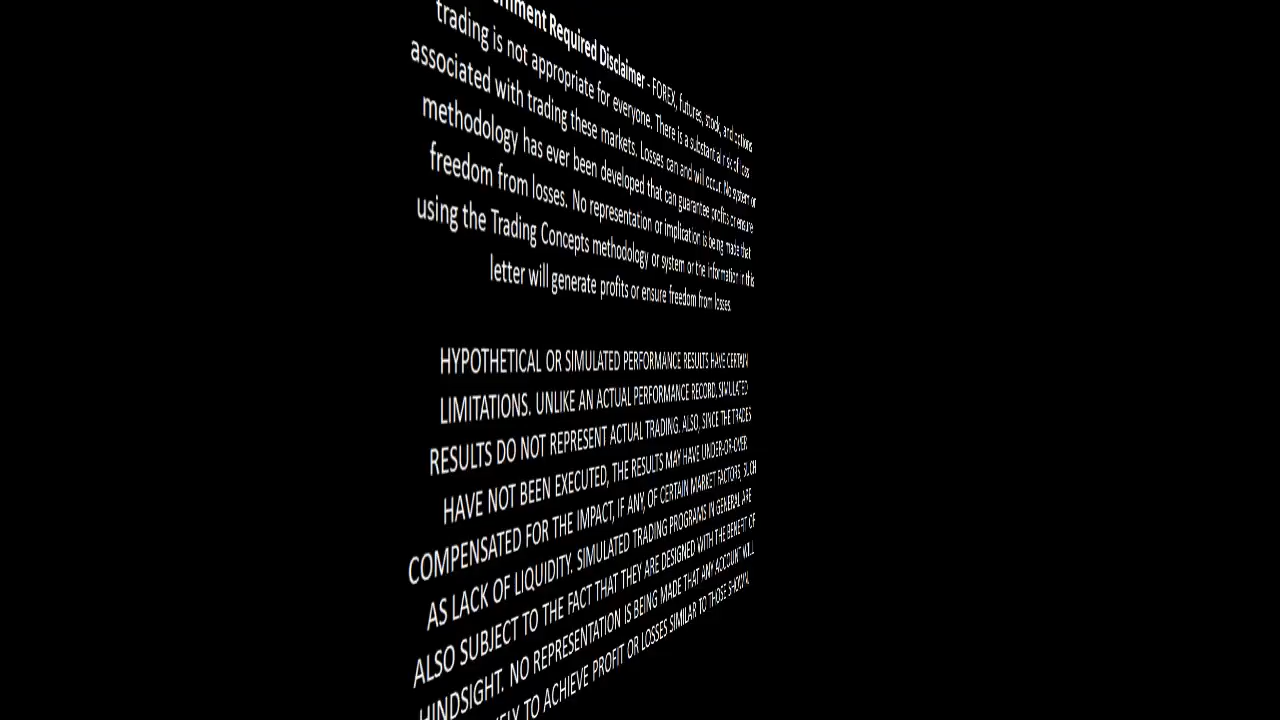 ernment Required Disclaimer - FOREX, futures, stock, and options
trading is not appropriate for everyone. There is a substantial risk of loss
associated with trading these markets. Losses can and will occur. No system or
methodology has ever been developed that can guarantee profits or ensure
freedom from losses. No representation or implication is being made that
using the Trading Concepts methodology or system or the information in this
letter will generate profits or ensure freedom from losses.
HYPOTHETICAL OR SIMULATED PERFORMANCE RESULTS HAVE CERTAIN
LIMITATIONS. UNLIKE AN ACTUAL PERFORMANCE RECORD, SIMULATED
RESULTS DO NOT REPRESENT ACTUAL TRADING. ALSO, SINCE THE TRADES
HAVE NOT BEEN EXECUTED, THE RESULTS MAY HAVE UNDER-OR-OVER
COMPENSATED FOR THE IMPACT, IF ANY, OF CERTAIN MARKET FACTORS, SUCH
AS LACK OF LIQUIDITY. SIMULATED TRADING PROGRAMS IN GENERAL ARE
ALSO SUBJECT TO THE FACT THAT THEY ARE DESIGNED WITH THE BENEFIT OF
HINDSIGHT. NO REPRESENTATION IS BEING MADE THAT ANY ACCOUNT WILL
TO ACHIEVE PROFIT OR LOSSES SIMILAR TO THOSE SHOWN.